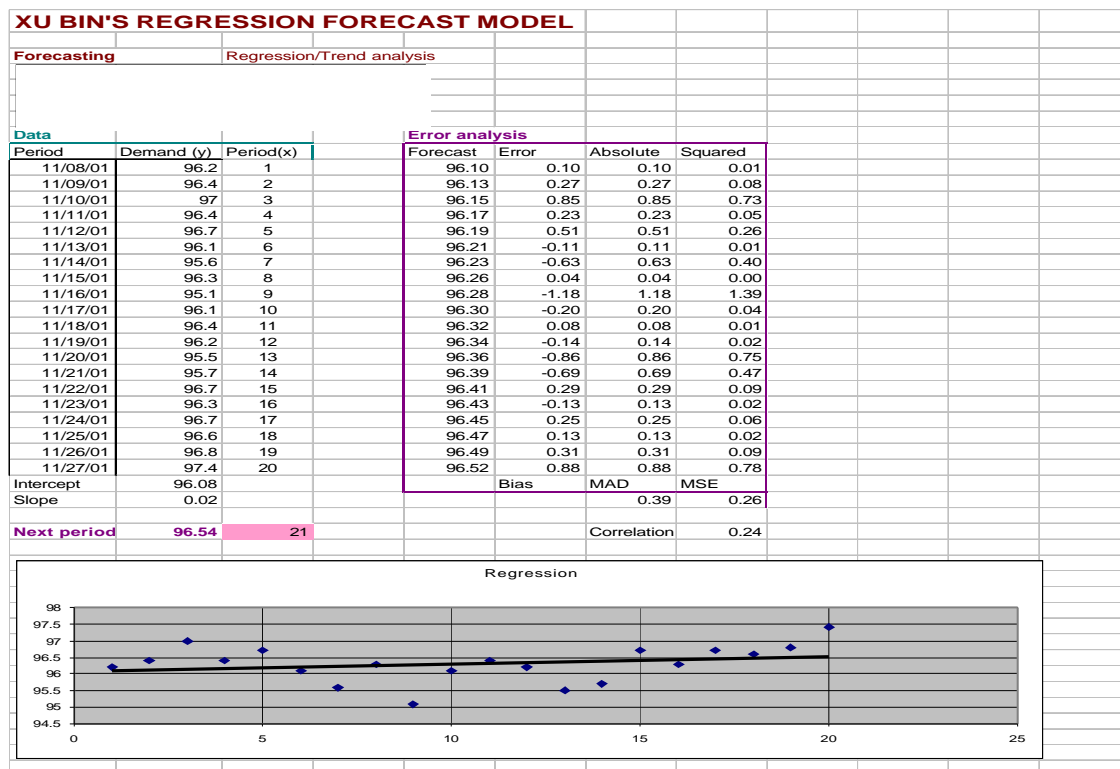 XU BIN'S REGRESSION FORECAST MODEL
Forecasting Regression/Trend analysis
Data Error analysis
Period Demand (y) Period(x) Forecast Error Absolute Squared
11/08/01 96.2 1 96.10 0.10 0.10 0.01
11/09/01 96.4 2 96.13 0.27 0.27 0.08
11/10/01 97 3 96.15 0.85 0.85 0.73
11/11/01 96.4 4 96.17 0.23 0.23 0.05
11/12/01 96.7 5 96.19 0.51 0.51 0.26
11/13/01 96.1 6 96.21 -0.11 0.11 0.01
11/14/01 95.6 7 96.23 -0.63 0.63 0.40
11/15/01 96.3 8 96.26 0.04 0.04 0.00
11/16/01 95.1 9 96.28 -1.18 1.18 1.39
11/17/01 96.1 10 96.30 -0.20 0.20 0.04
11/18/01 96.4 11 96.32 0.08 0.08 0.01
11/19/01 96.2 12 96.34 -0.14 0.14 0.02
11/20/01 95.5 13 96.36 -0.86 0.86 0.75
11/21/01 95.7 14 96.39 -0.69 0.69 0.47
11/22/01 96.7 15 96.41 0.29 0.29 0.09
11/23/01 96.3 16 96.43 -0.13 0.13 0.02
11/24/01 96.7 17 96.45 0.25 0.25 0.06
11/25/01 96.6 18 96.47 0.13 0.13 0.02
11/26/01 96.8 19 96.49 0.31 0.31 0.09
11/27/01 97.4 20 96.52 0.88 0.88 0.78
Intercept 96.08 Bias MAD MSE
Slope 0.02 0.39 0.26
Next period 96.54 21 Correlation 0.24
Regression
98
97.5
97
96.5
96
95.5
95
94.5
0 5 10 15 20 25